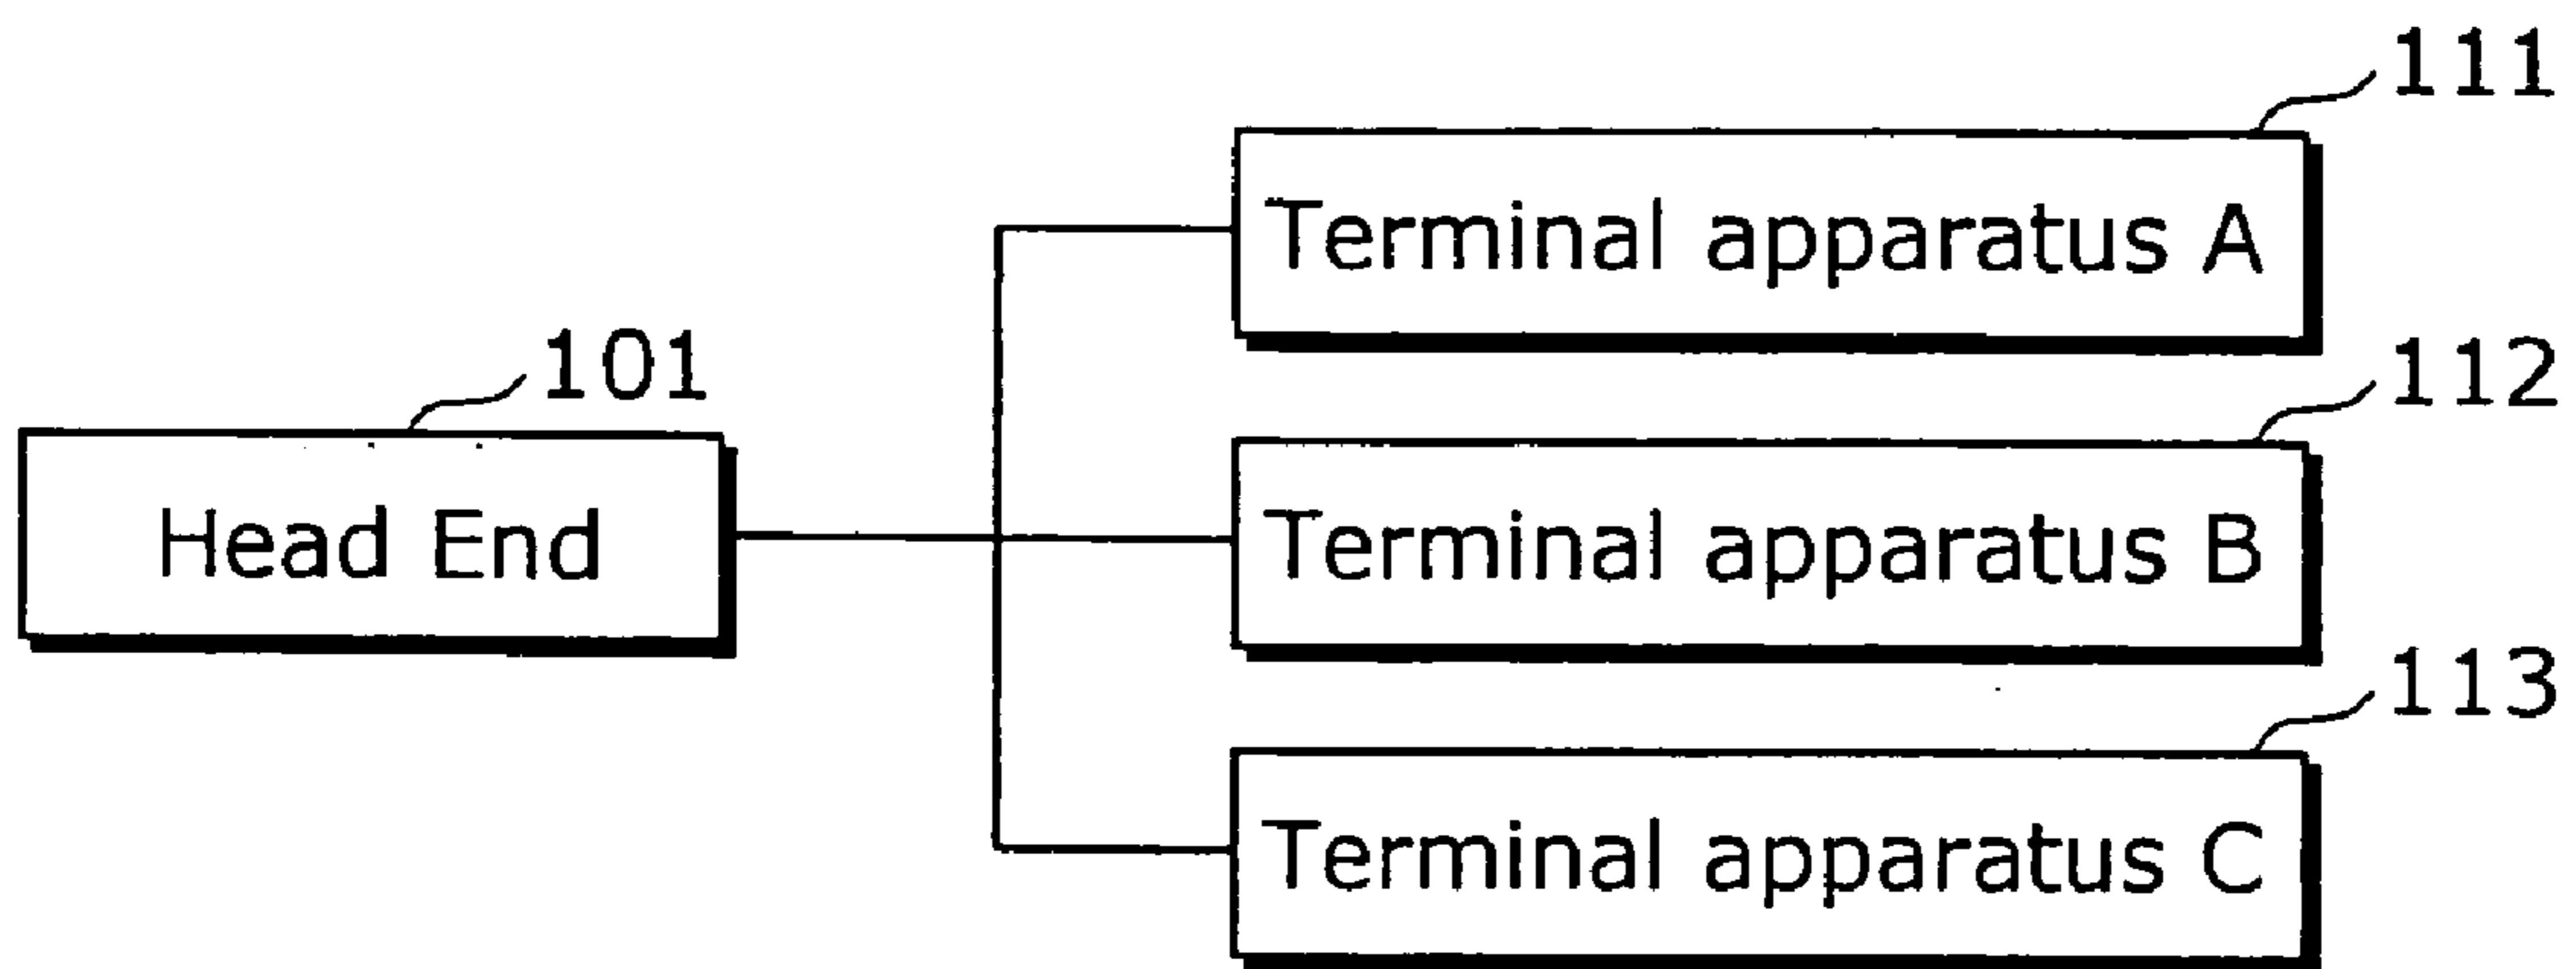 111
Terminal apparatus A
101
112
Head End
Terminal apparatus B
113
Terminal apparatus C